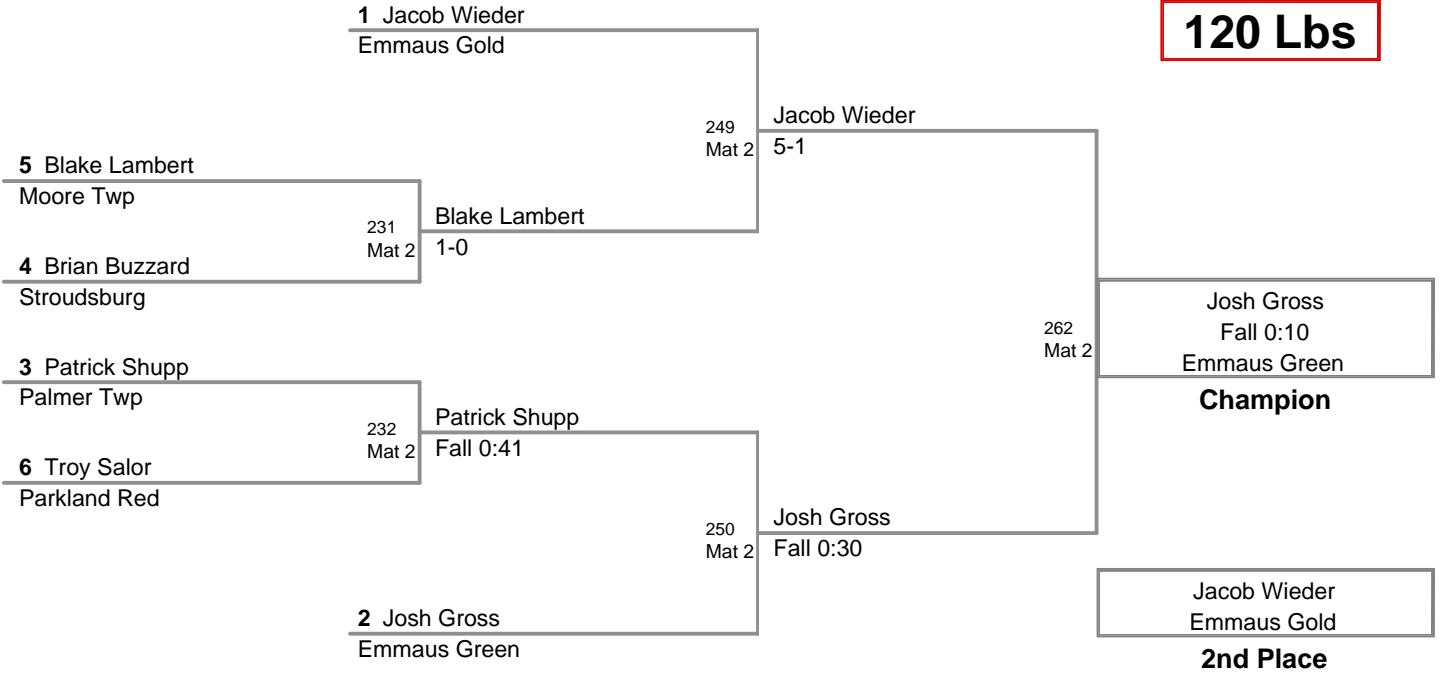 1 Jacob Wieder
Emmaus Gold
120 Lbs
5 Blake Lambert
Moore Twp
4 Brian Buzzard
Stroudsburg
3 Patrick Shupp
Palmer Twp
6 Troy Salor
Parkland Red
2 Josh Gross
Emmaus Green
231
Mat 2
Blake Lambert
1-0
232
Mat 2
Patrick Shupp
Fall 0:41
249
Mat 2
Jacob Wieder
5-1
250
Mat 2
Josh Gross
Fall 0:30
262
Mat 2
Josh Gross
Fall 0:10
Emmaus Green
Champion
Jacob Wieder
Emmaus Gold
2nd Place